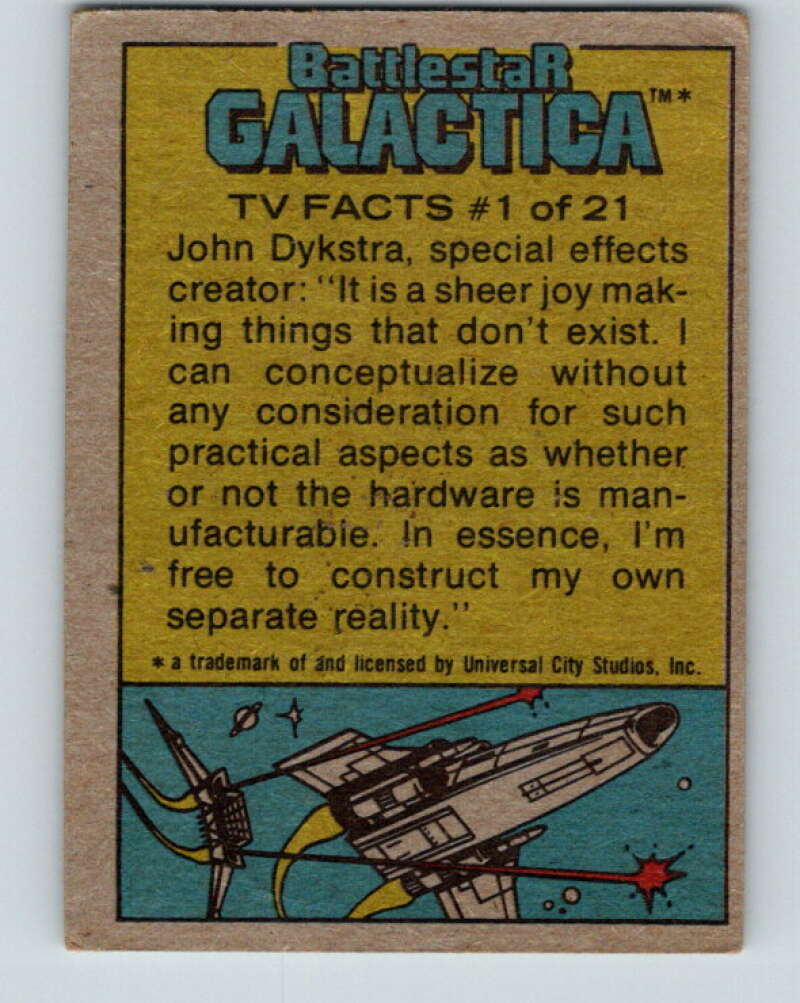 BattlestaR
GALACTICA™*
TV FACTS #1 of 21
John Dykstra, special effects
creator: "It is a sheer joy mak-
ing things that don't exist. I
can conceptualize without
any consideration for such
practical aspects as whether
or not the hardware is man-
ufacturable. In essence, I'm
free to construct my own
separate reality."
* a trademark of and licensed by Universal City Studios, Inc.